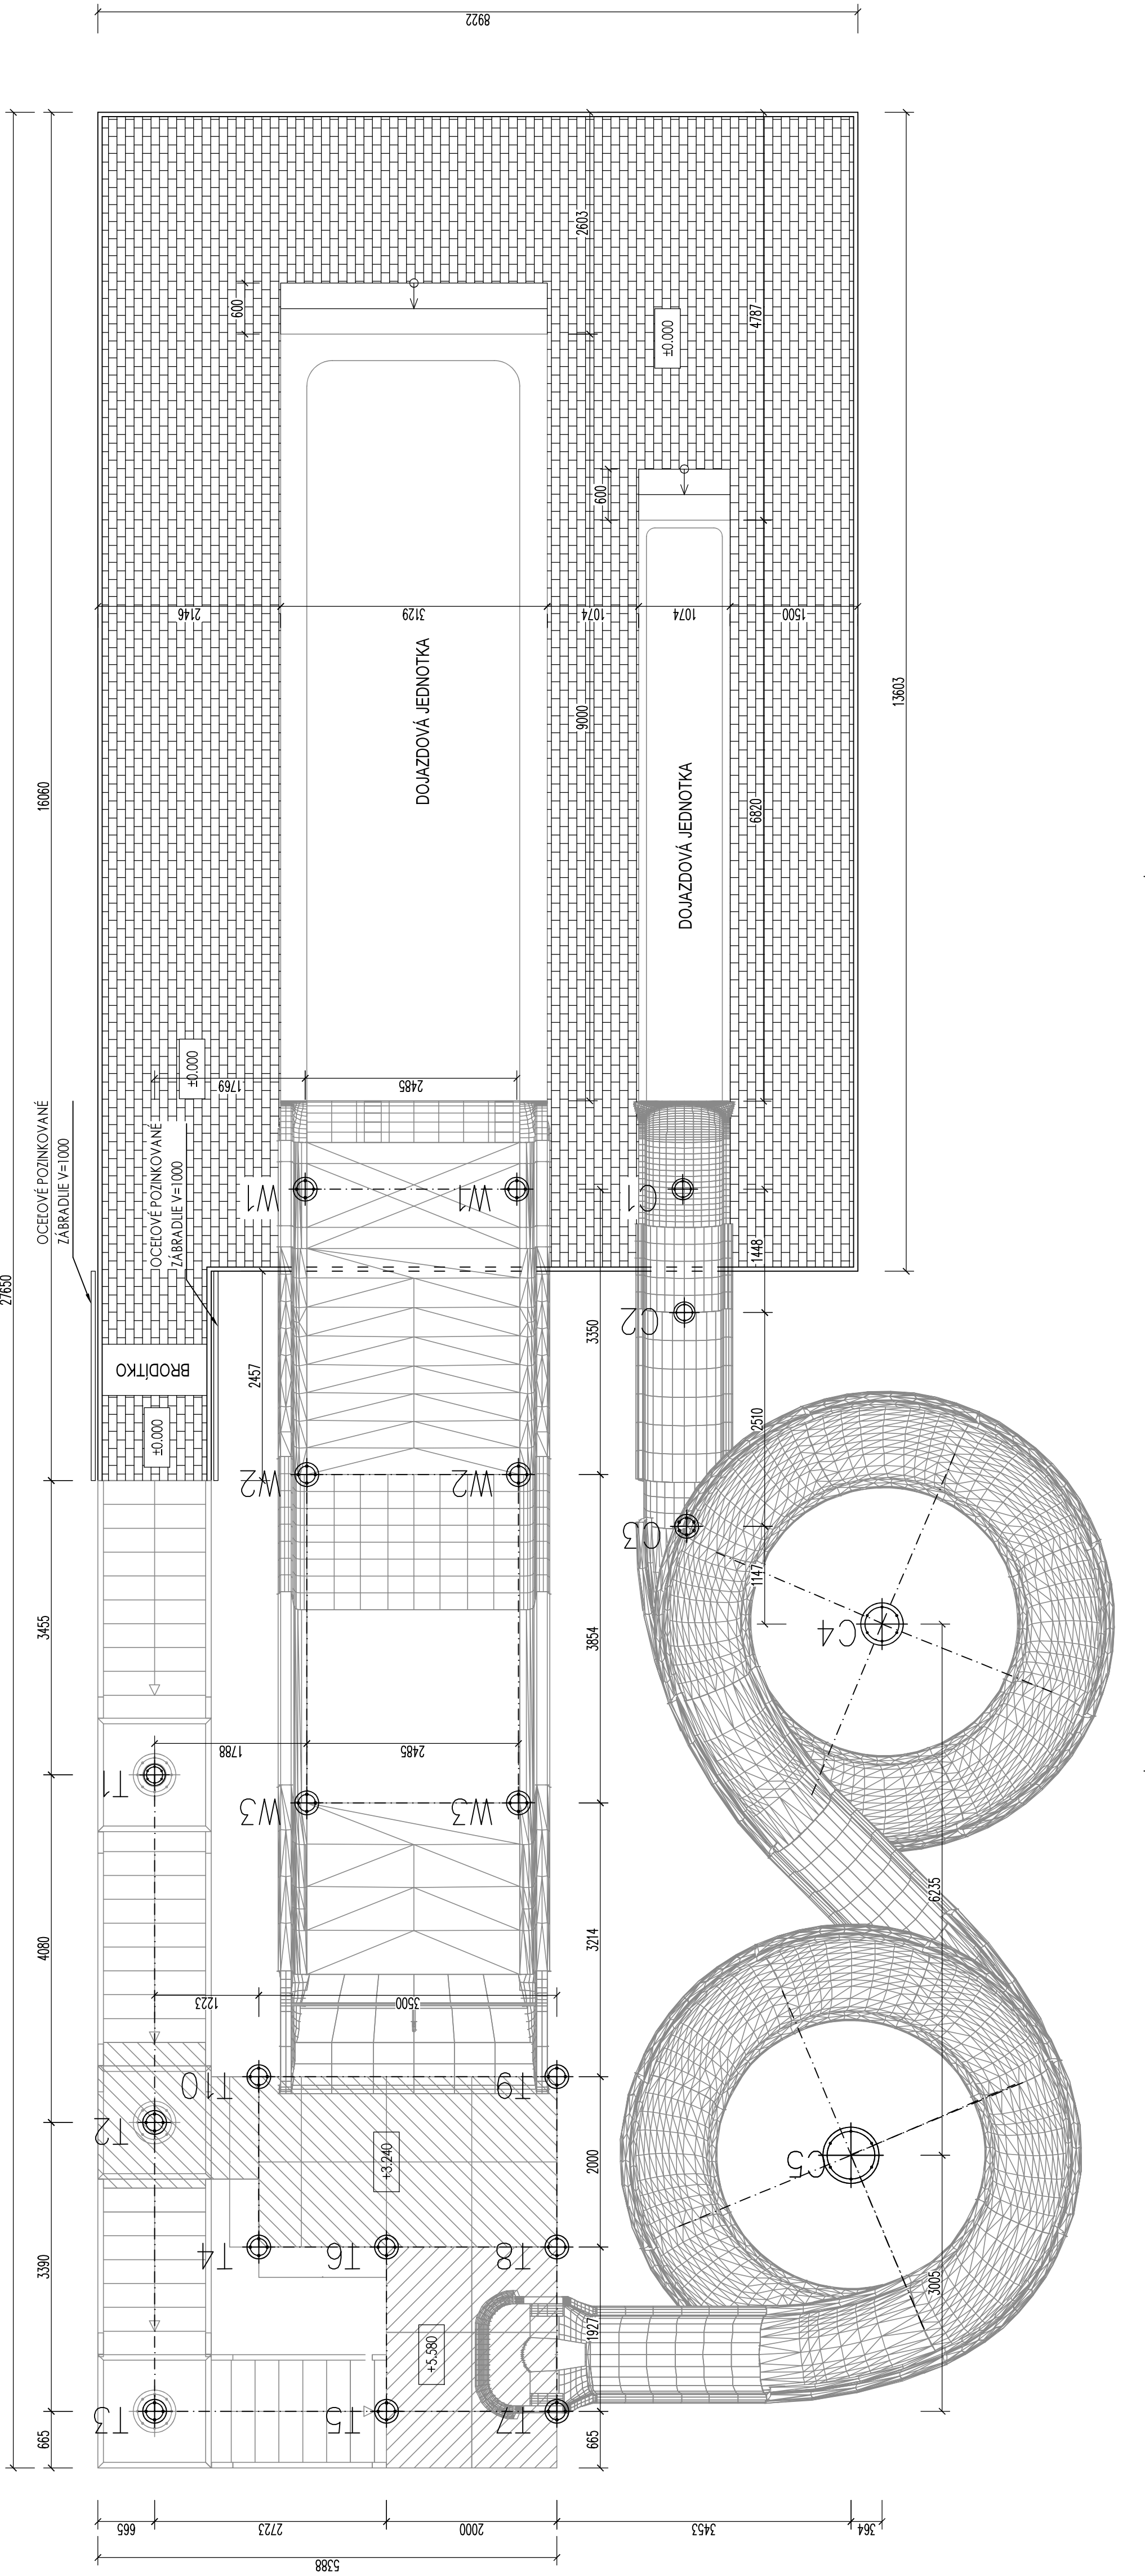 8922
27650
16060
3455
4080
3390
665
OCEĽOVÉ POZINKOVANÉ
ZÁBRADLIE V=1000
OCEĽOVÉ POZINKOVANÉ
ZÁBRADLIE V=1000
±0.000
BRODÍTKO
±0.000
2457
1769
2485
600
2603
2146
3129
1074
1074
1500
DOJAZDOVÁ JEDNOTKA
9000
±0.000
600
4787
DOJAZDOVÁ JEDNOTKA
6820
13603
W1
W1
C1
1448
C2
3350
2510
W2
W2
C3
1147
C4
3854
1788
2485
T1
W3
W3
6235
3214
1223
3500
T10
T9
T2
+3.240
2000
C5
T4
T6
T8
3005
1927
+5.580
T3
T5
T7
665
665
2723
2000
3453
364
5388